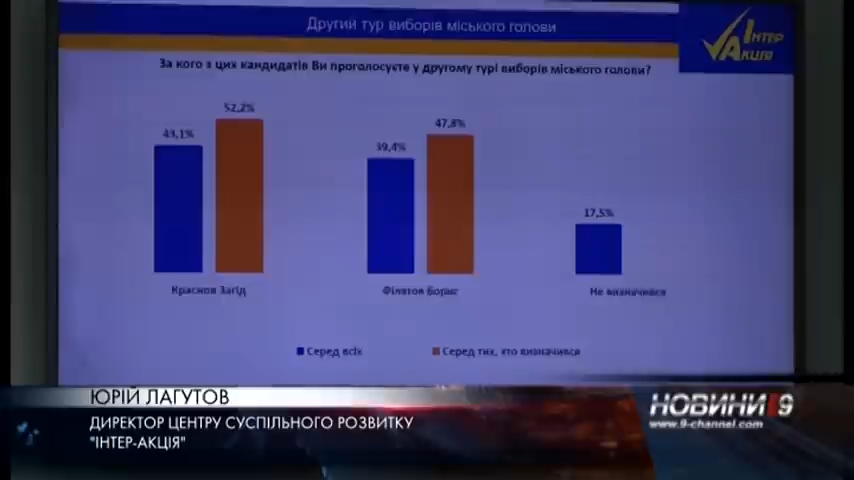 Другий тур виборів міського голови
ІНТЕР
АКЦІЯ
За кого з цих кандидатів Ви проголосуєте у другому турі виборів міського голови?
52,2%
43,1%
47,8%
39,4%
17,5%
Краснов Загід
Філатов Борис
Не визначився
Серед всіх
Серед тих, хто визначився
ЮРІЙ ЛАГУТОВ
ДИРЕКТОР ЦЕНТРУ СУСПІЛЬНОГО РОЗВИТКУ
"ІНТЕР-АКЦІЯ"
НОВИНИ 9
www.9-channel.com